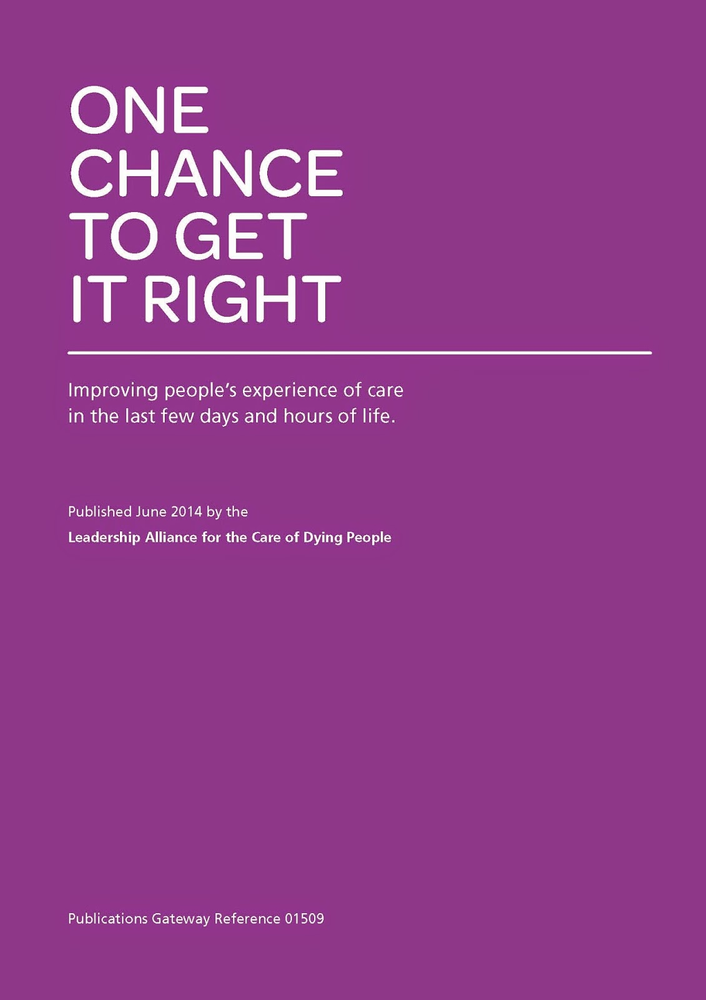 ONE
CHANCE
TO GET
IT RIGHT
Improving people’s experience of care
in the last few days and hours of life.
Published June 2014 by the
Leadership Alliance for the Care of Dying People
Publications Gateway Reference 01509